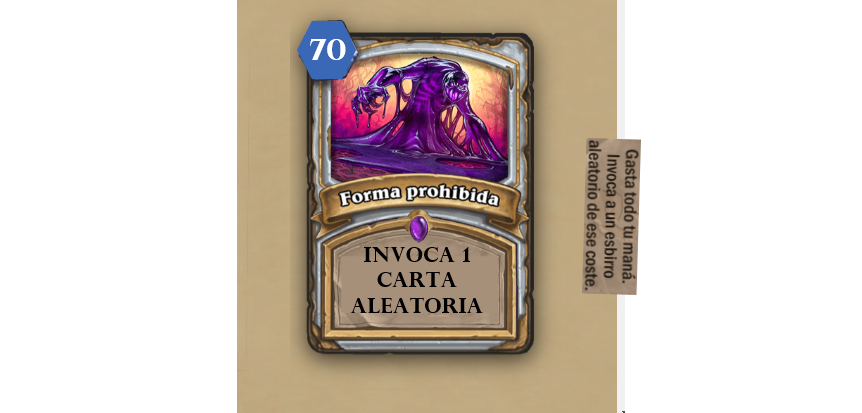 70
Forma prohibida
INVOCA 1
CARTA
ALEATORIA
Gasta todo tu maná.
Invoca a un esbirro
aleatorio de ese coste.